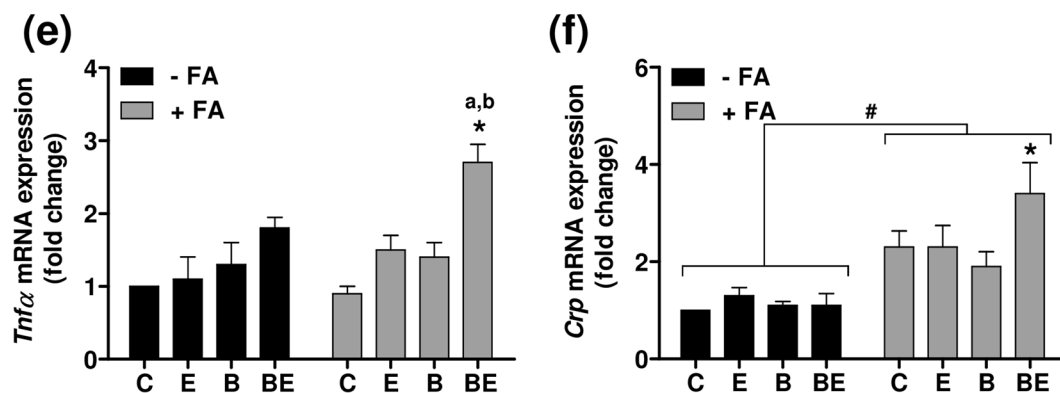 (e)
Tnfα mRNA expression
(fold change)
4
3
2
1
0
- FA
+ FA
a,b
*
C E B BE C E B BE
(f)
Crp mRNA expression
(fold change)
6
4
2
0
- FA
+ FA
#
*
C E B BE C E B BE